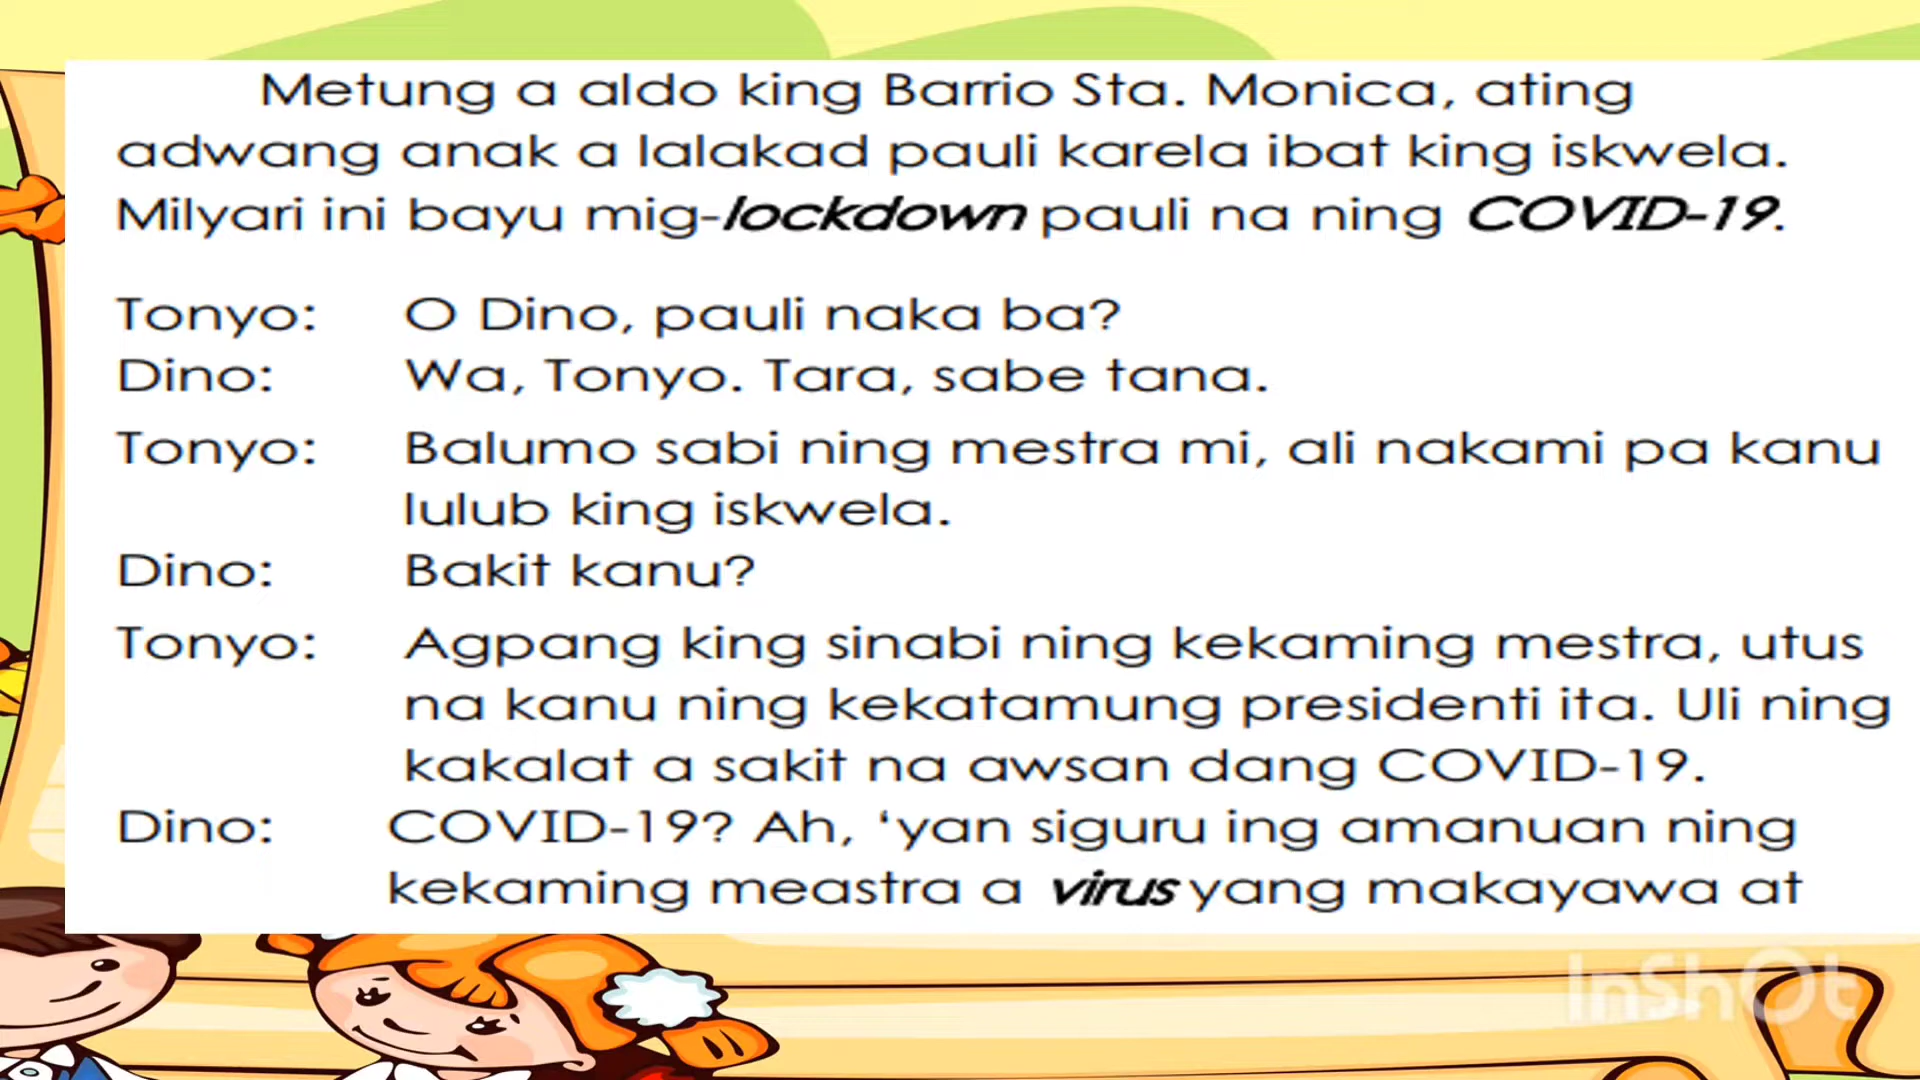 Metung a aldo king Barrio Sta. Monica, ating
adwang anak a lalakad pauli karela ibat king iskwela.
Milyari ini bayu mig-lockdown pauli na ning COVID-19.
Tonyo: O Dino, pauli naka ba?
Dino: Wa, Tonyo. Tara, sabe tana.
Tonyo: Balumo sabi ning mestra mi, ali nakami pa kanu
lulub king iskwela.
Dino: Bakit kanu?
Tonyo: Agpang king sinabi ning kekaming mestra, utus
na kanu ning kekatamung presidenti ita. Uli ning
kakalat a sakit na awsan dang COVID-19.
Dino: COVID-19? Ah, ‘yan siguru ing amanuan ning
kekaming meastra a virus yang makayawa at
InShOt